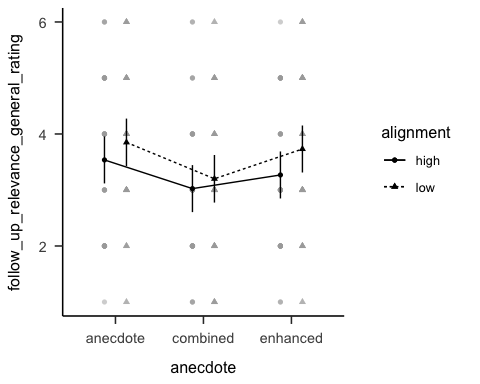 follow_up_relevance_general_rating
6
4
2
anecdote combined enhanced
anecdote
alignment
high
low